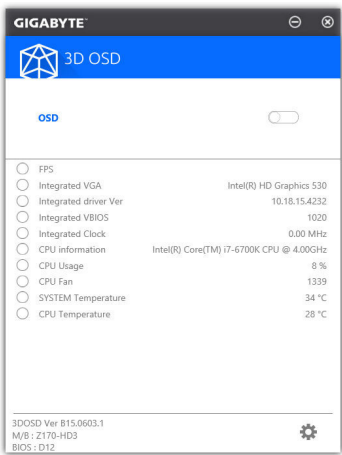 GIGABYTE™
3D OSD
OSD
FPS
Integrated VGA Intel(R) HD Graphics 530
Integrated driver Ver 10.18.15.4232
Integrated VBIOS 1020
Integrated Clock 0.00 MHz
CPU information Intel(R) Core(TM) i7-6700K CPU @ 4.00GHz
CPU Usage 8 %
CPU Fan 1339
SYSTEM Temperature 34 °C
CPU Temperature 28 °C
3DOSD Ver B15.0603.1
M/B : Z170-HD3
BIOS : D12